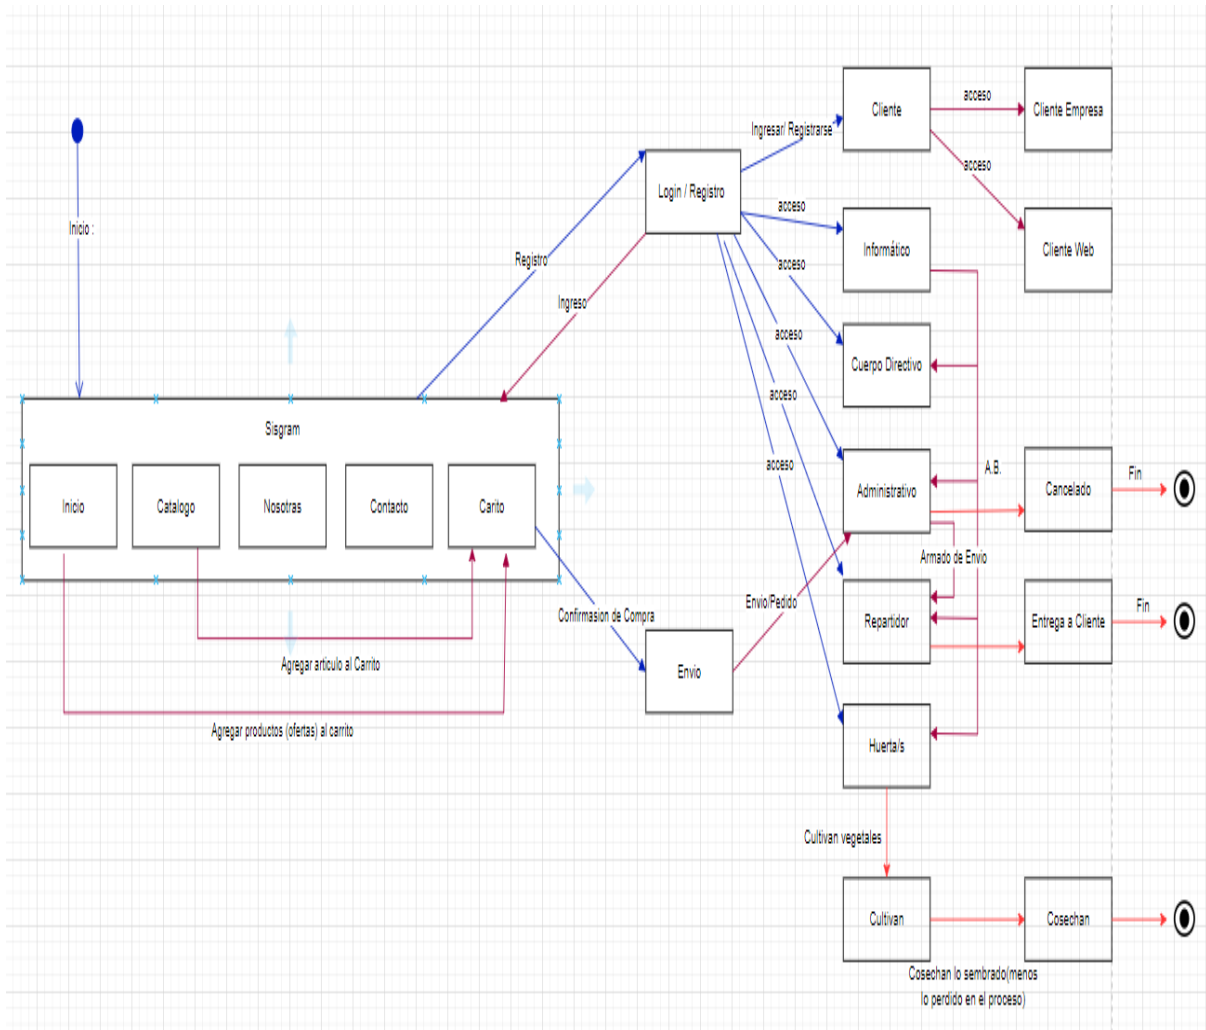 Inicio :
Sisgram
Inicio
Catalogo
Nosotras
Contacto
Carito
Agregar articulo al Carrito
Agregar productos (ofertas) al carrito
Registro
Ingreso
Confirmasion de Compra
Envio
Envio/Pedido
Login / Registro
Ingresar/ Registrarse
acceso
acceso
acceso
acceso
acceso
Cliente
acceso
Cliente Empresa
acceso
Cliente Web
Informático
Cuerpo Directivo
A.B.
Administrativo
Cancelado
Fin
Armado de Envio
Repartidor
Entrega a Cliente
Fin
Huerta/s
Cultivan vegetales
Cultivan
Cosechan
Cosechan lo sembrado(menos
lo perdido en el proceso)